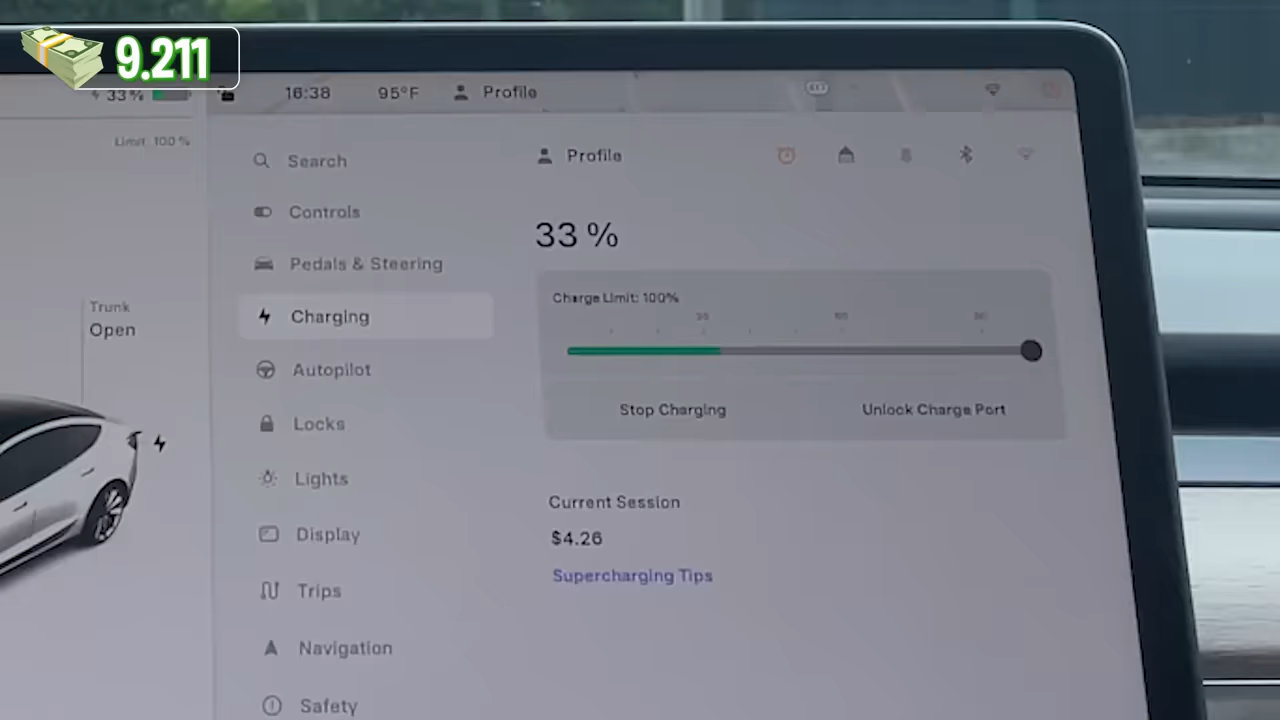 9.211
33%
16:38
95°F
Profile
Limit: 100%
Search
Profile
Controls
33 %
Pedals & Steering
Trunk
Open
Charge Limit: 100%
Charging
Autopilot
Stop Charging
Unlock Charge Port
Locks
Lights
Current Session
Display
$4.26
Supercharging Tips
Trips
Navigation
Safety